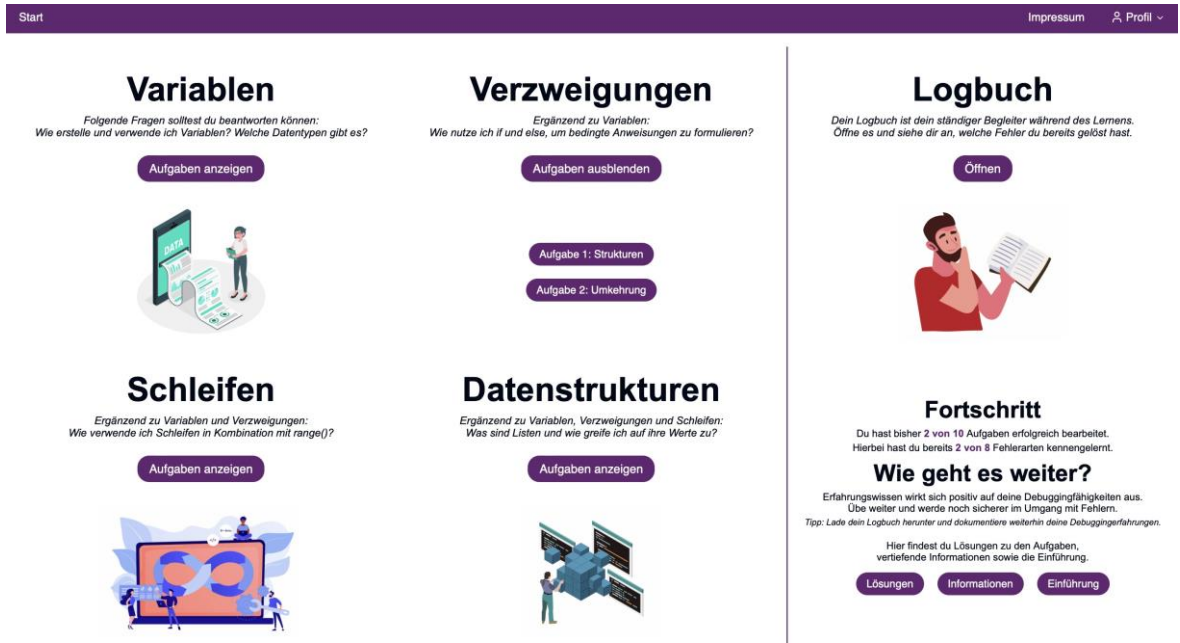 Start
Impressum
Profil
Variablen
Folgende Fragen solltest du beantworten können:
Wie erstelle und verwende ich Variablen? Welche Datentypen gibt es?
Aufgaben anzeigen
DATA
Verzweigungen
Ergänzend zu Variablen:
Wie nutze ich if und else, um bedingte Anweisungen zu formulieren?
Aufgaben ausblenden
Aufgabe 1: Strukturen
Aufgabe 2: Umkehrung
Schleifen
Ergänzend zu Variablen und Verzweigungen:
Wie verwende ich Schleifen in Kombination mit range()?
Aufgaben anzeigen
Datenstrukturen
Ergänzend zu Variablen, Verzweigungen und Schleifen:
Was sind Listen und wie greife ich auf ihre Werte zu?
Aufgaben anzeigen
Logbuch
Dein Logbuch ist dein ständiger Begleiter während des Lernens.
Öffne es und siehe dir an, welche Fehler du bereits gelöst hast.
Öffnen
Fortschritt
Du hast bisher 2 von 10 Aufgaben erfolgreich bearbeitet.
Hierbei hast du bereits 2 von 8 Fehlerarten kennengelernt.
Wie geht es weiter?
Erfahrungswissen wirkt sich positiv auf deine Debuggingfähigkeiten aus.
Übe weiter und werde noch sicherer im Umgang mit Fehlern.
Tipp: Lade dein Logbuch herunter und dokumentiere weiterhin deine Debuggingerfahrungen.
Hier findest du Lösungen zu den Aufgaben,
vertiefende Informationen sowie die Einführung.
Lösungen
Informationen
Einführung